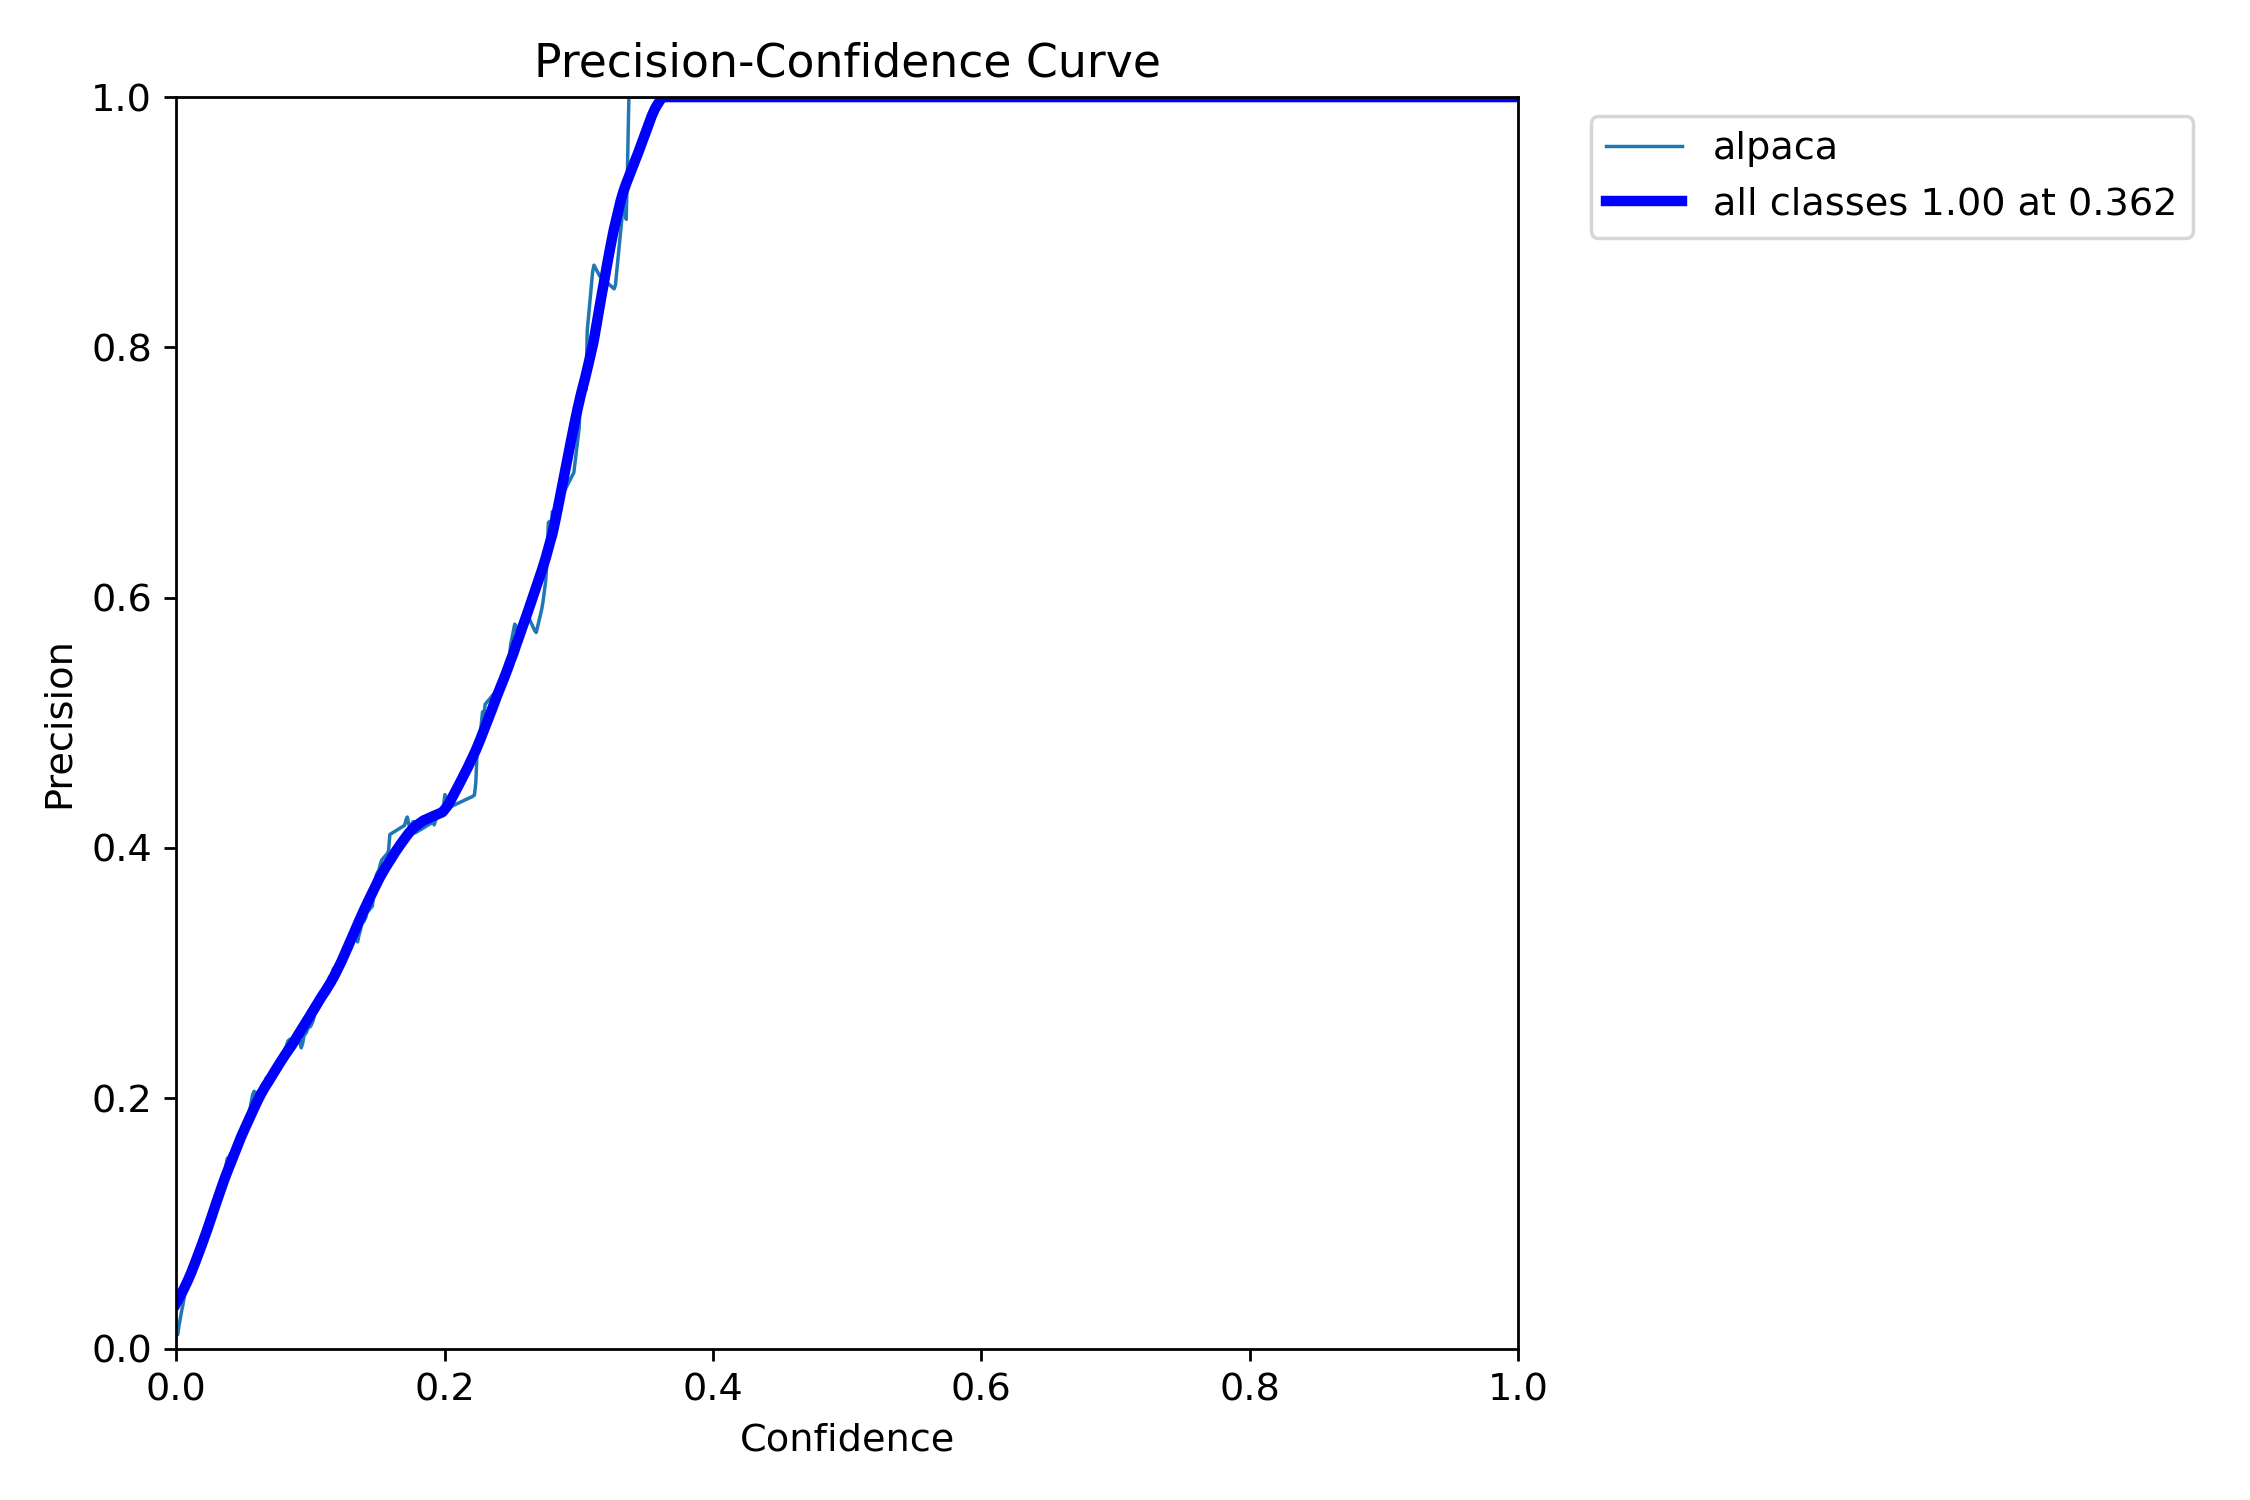 Precision-Confidence Curve
1.0
0.8
0.6
0.4
0.2
0.0
Precision
0.0 0.2 0.4 0.6 0.8 1.0
Confidence
alpaca
all classes 1.00 at 0.362